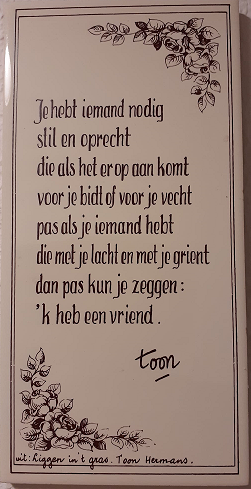 Je hebt iemand nodig
stil en oprecht
die als het er op aan komt
voor je bidt of voor je vecht
pas als je iemand hebt
die met je lacht en met je grient
dan pas kun je zeggen:
'k heb een vriend.
toon
uit: Liggen in 't gras. Toon Hermans.